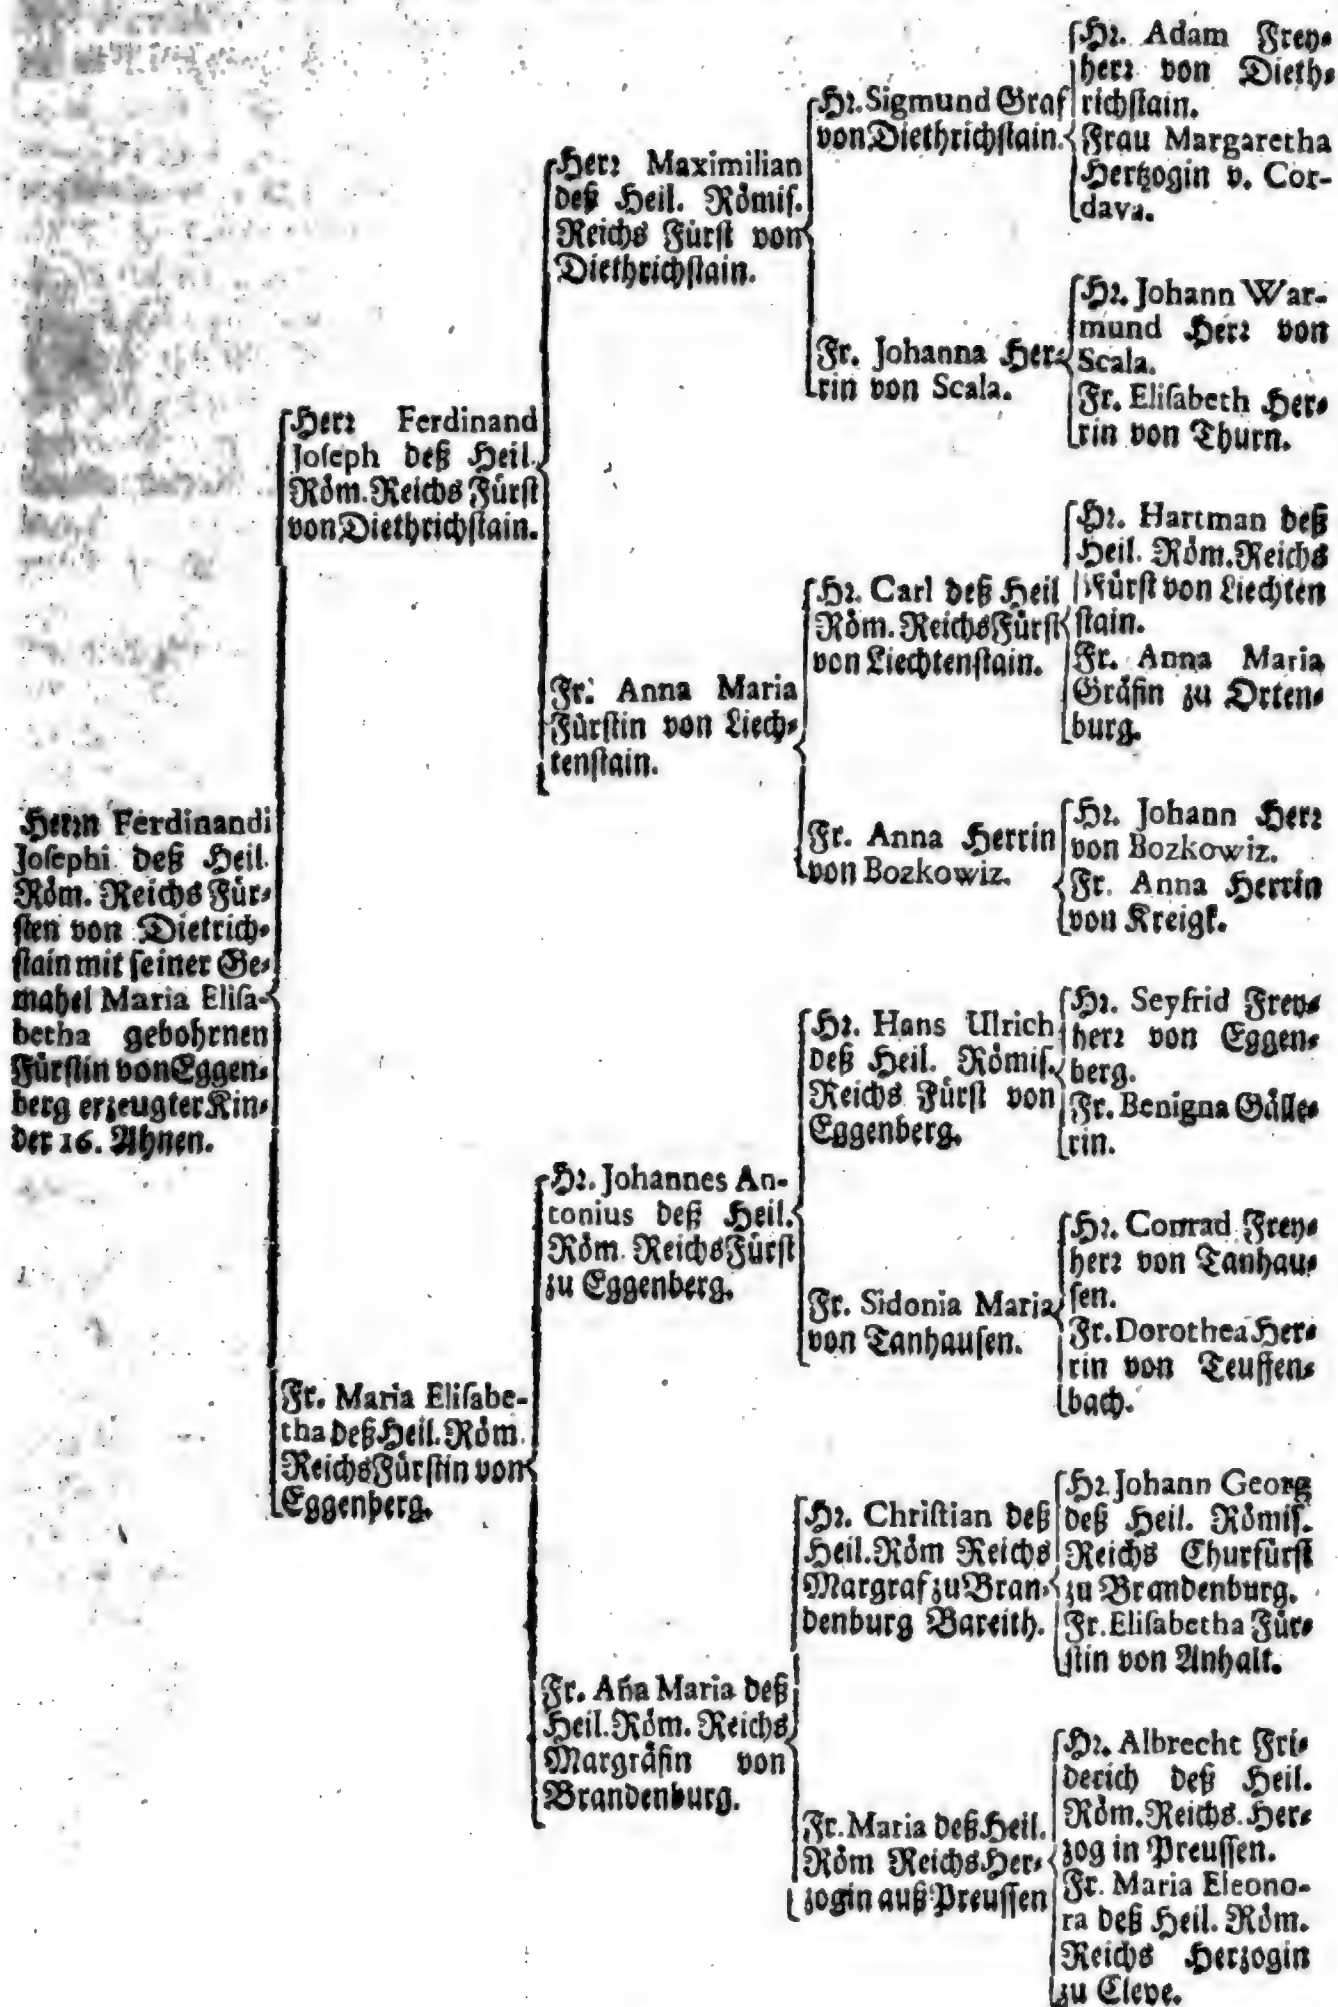 Herrn Ferdinandi
Josephi deß Heil.
Röm. Reichs Für-
sten von Dietrich-
stain mit seiner Ge-
mahel Maria Elisa-
betha gebohrnen
Fürstin von Eggen-
berg erzeugter Kin-
der 16. Ahnen.
Herr Ferdinand
Joseph deß Heil.
Röm. Reichs Fürst
von Diethrichstain.
Fr. Maria Elisabe-
tha deß Heil. Röm.
Reichs Fürstin von
Eggenberg.
Herr Maximilian
deß Heil. Römis.
Reichs Fürst von
Diethrichstain.
Fr. Anna Maria
Fürstin von Liech-
tenstain.
Hr. Johannes An-
tonius deß Heil.
Röm. Reichs Fürst
zu Eggenberg.
Fr. Aña Maria deß
Heil. Röm. Reichs
Margräfin von
Brandenburg.
Hr. Sigmund Graf
von Diethrichstain.
Fr. Johanna Her-
rin von Scala.
Hr. Carl deß Heil
Röm. Reichs Fürst
von Liechtenstain.
Fr. Anna Herrin
von Bozkowiz.
Hr. Hans Ulrich
deß Heil. Römis.
Reichs Fürst von
Eggenberg.
Fr. Sidonia Maria
von Tanhausen.
Hr. Christian deß
Heil. Röm Reichs
Margraf zu Bran-
denburg Bareith.
Fr. Maria deß Heil.
Röm Reichs Her-
zogin auß Preussen
Hr. Adam Frey-
herr von Dieth-
richstain.
Frau Margaretha
Hertzogin v. Cor-
dava.
Hr. Johann War-
mund Herr von
Scala.
Fr. Elisabeth Her-
rin von Thurn.
Hr. Hartman deß
Heil. Röm. Reichs
Fürst von Liechten
stain.
Fr. Anna Maria
Gräfin zu Orten-
burg.
Hr. Johann Herr
von Bozkowiz.
Fr. Anna Herrin
von Kreigk.
Hr. Seyfrid Frey-
herr von Eggen-
berg.
Fr. Benigna Gälle-
rin.
Hr. Conrad Frey-
herr von Tanhau-
sen.
Fr. Dorothea Her-
rin von Teuffen-
bach.
Hr. Johann Georg
deß Heil. Römis.
Reichs Churfürst
zu Brandenburg.
Fr. Elisabetha Für-
stin von Anhalt.
Hr. Albrecht Fri-
derich deß Heil.
Röm. Reichs Her-
zog in Preussen.
Fr. Maria Eleono-
ra deß Heil. Röm.
Reichs Herzogin
zu Cleve.